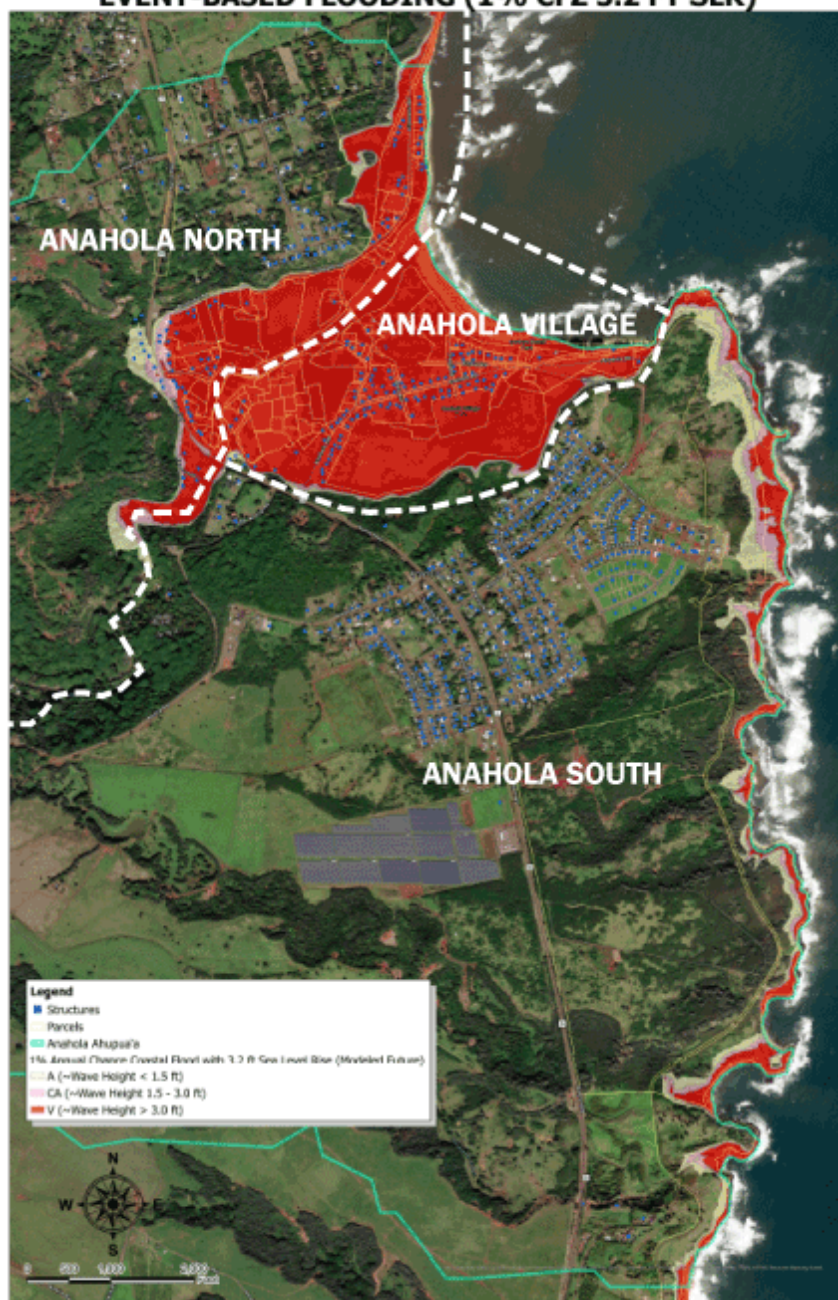 EVENT-BASED FLOODING (1% CFZ 3.2 FT SLR)
ANAHOLA NORTH
ANAHOLA VILLAGE
ANAHOLA SOUTH
Legend
Structures
Parcels
Anahola Ahupua'a
1% Annual Chance Coastal Flood with 3.2 ft Sea Level Rise (Modeled Future)
A (~Wave Height < 1.5 ft)
CA (~Wave Height 1.5 - 3.0 ft)
V (~Wave Height > 3.0 ft)
N
W E
S
0 500 1,000 2,000
Feet